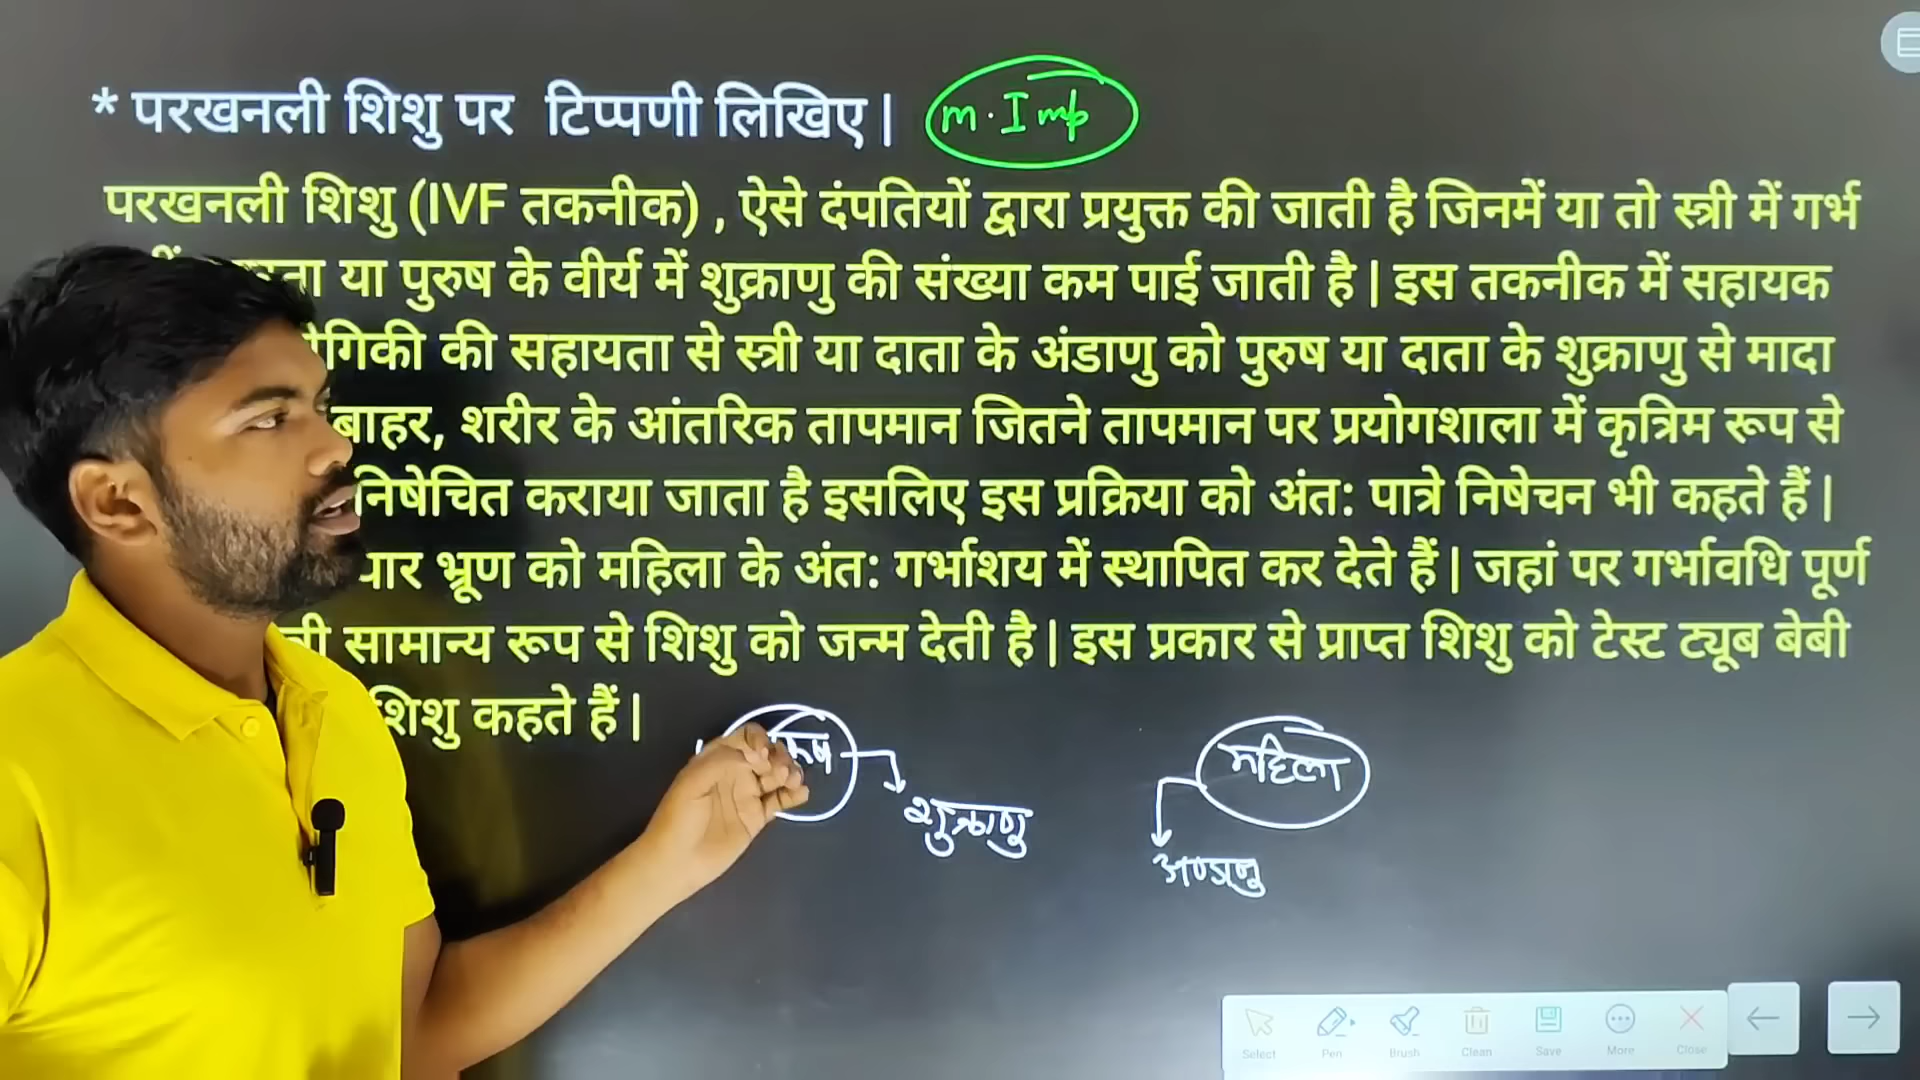 * परखनली शिशु पर टिप्पणी लिखिए |
m. Imp
परखनली शिशु (IVF तकनीक) , ऐसे दंपतियों द्वारा प्रयुक्त की जाती है जिनमें या तो स्त्री में गर्भ
या पुरुष के वीर्य में शुक्राणु की संख्या कम पाई जाती है | इस तकनीक में सहायक
की सहायता से स्त्री या दाता के अंडाणु को पुरुष या दाता के शुक्राणु से मादा
बाहर, शरीर के आंतरिक तापमान जितने तापमान पर प्रयोगशाला में कृत्रिम रूप से
निषेचित कराया जाता है इसलिए इस प्रक्रिया को अंत: पात्रे निषेचन भी कहते हैं |
भ्रूण को महिला के अंत: गर्भाशय में स्थापित कर देते हैं | जहां पर गर्भावधि पूर्ण
सामान्य रूप से शिशु को जन्म देती है | इस प्रकार से प्राप्त शिशु को टेस्ट ट्यूब बेबी
शिशु कहते हैं |
महिला
शुक्राणु
अण्डाणु
Select Pen Brush Clean Save More Close